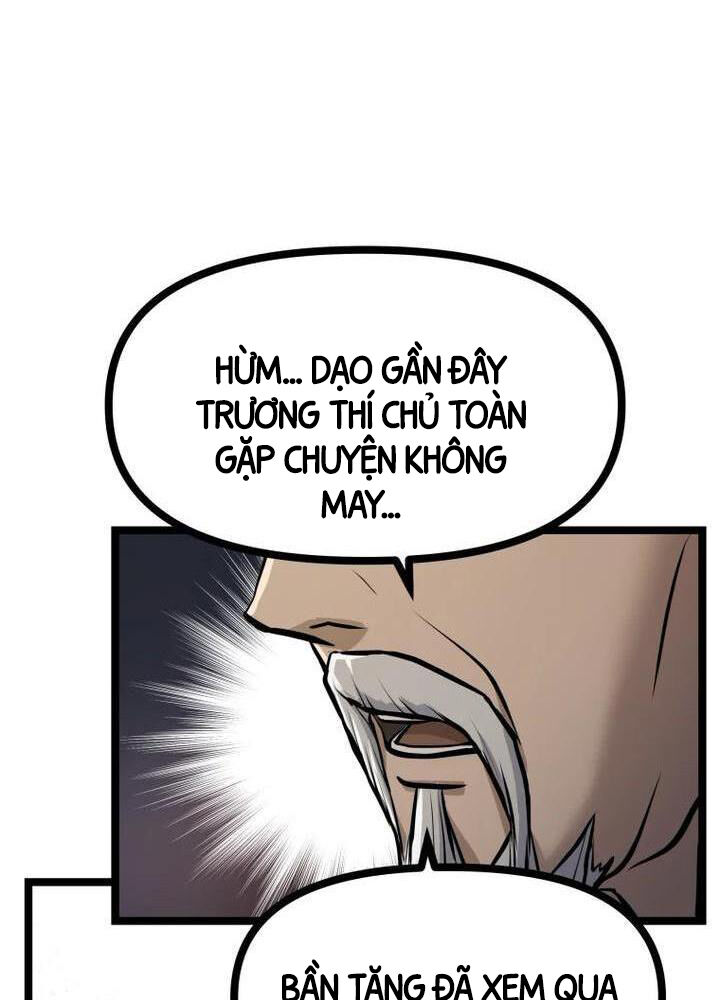 HỪM... DẠO GẦN ĐÂY
TRƯƠNG THÍ CHỦ TOÀN
GẶP CHUYỆN KHÔNG
MAY...
BẦN TĂNG ĐÃ XEM QUA